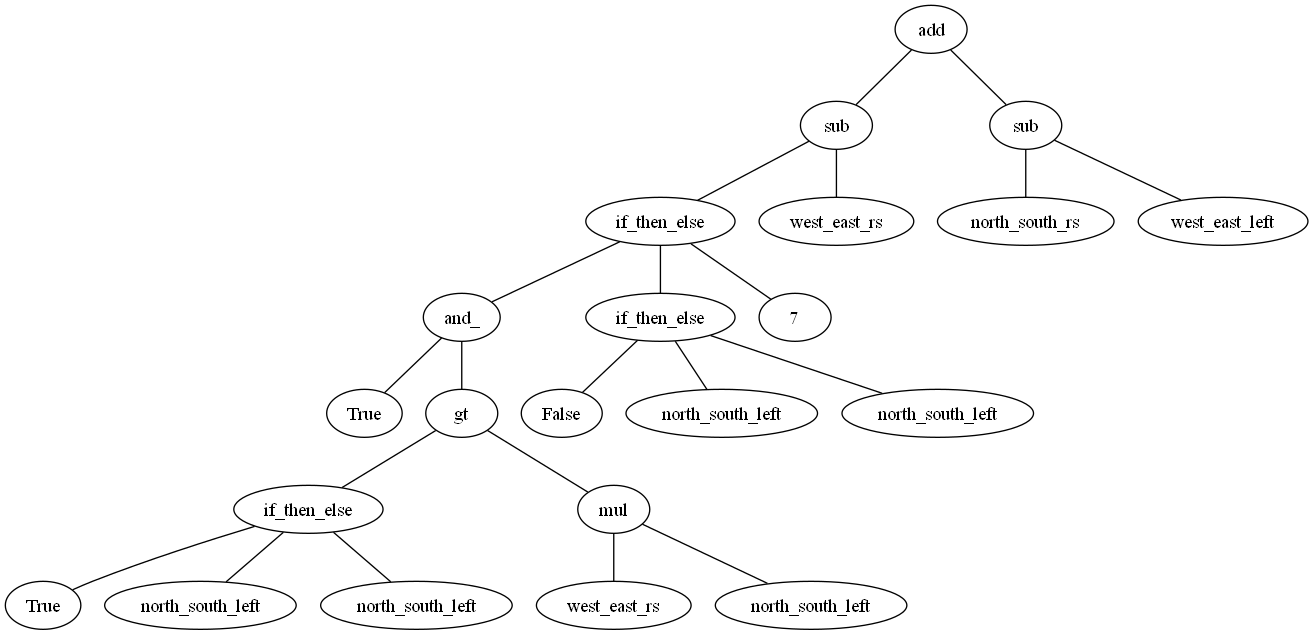 add
sub sub
if_then_else west_east_rs north_south_rs west_east_left
and_ if_then_else 7
True gt False north_south_left north_south_left
if_then_else mul
True north_south_left north_south_left west_east_rs north_south_left